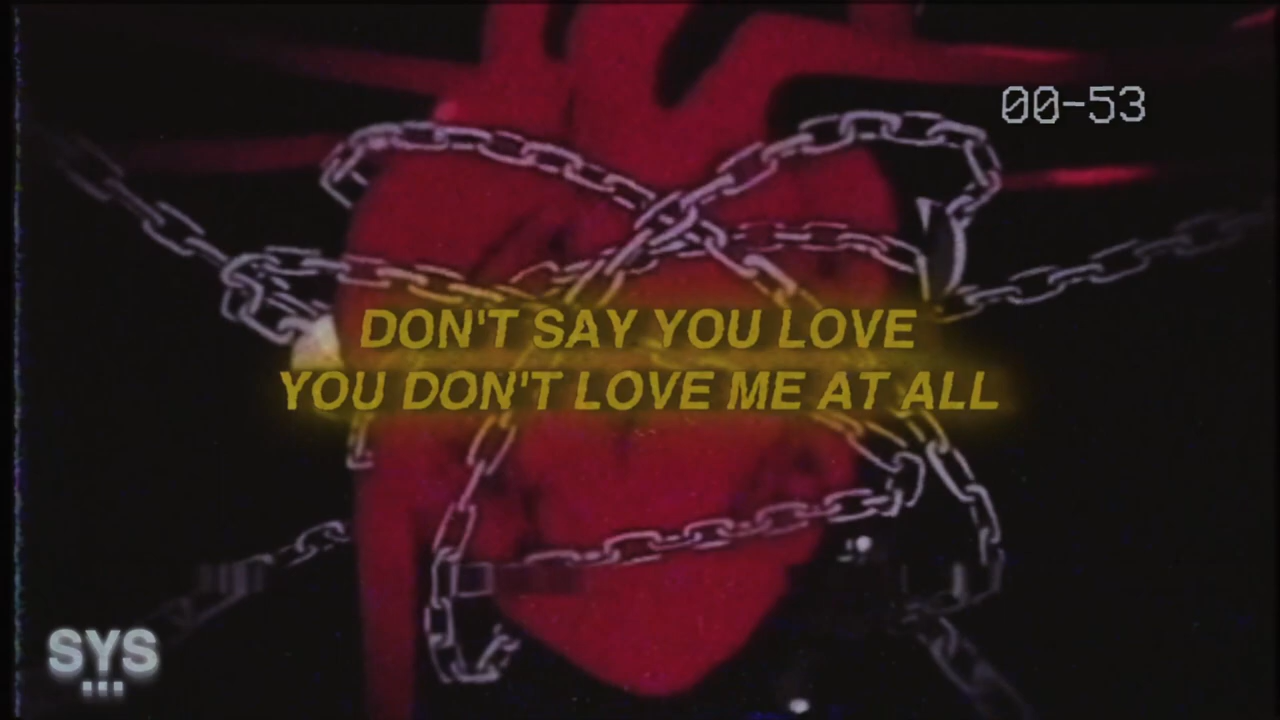 00-53
DON'T SAY YOU LOVE
YOU DON'T LOVE ME AT ALL
SYS
...